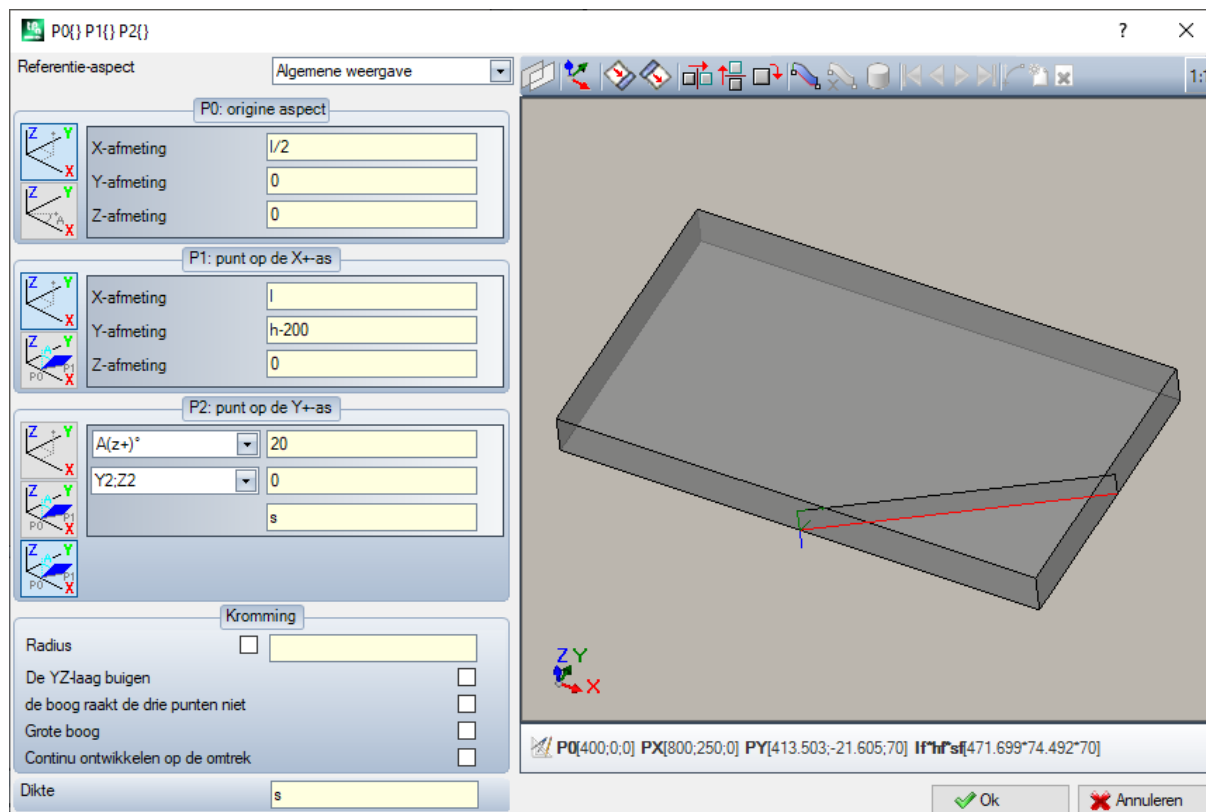 P0{} P1{} P2{}
?
Referentie-aspect Algemene weergave
1:1
P0: origine aspect
X-afmeting l/2
Y-afmeting 0
Z-afmeting 0
P1: punt op de X+-as
X-afmeting l
Y-afmeting h-200
Z-afmeting 0
P2: punt op de Y+-as
A(z+)° 20
Y2;Z2 0
s
Kromming
Radius
De YZ-laag buigen
de boog raakt de drie punten niet
Grote boog
Continu ontwikkelen op de omtrek
Dikte s
Z Y
X
P0[400;0;0] PX[800;250;0] PY[413.503;-21.605;70] lf*hf*sf[471.699*74.492*70]
Ok Annuleren